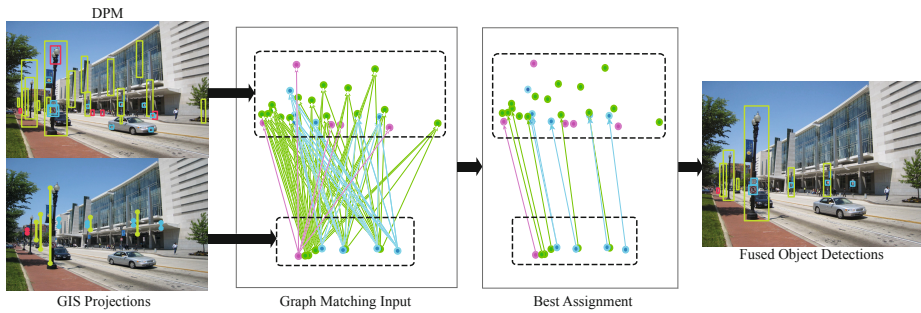 DPM
GIS Projections
Graph Matching Input
Best Assignment
Fused Object Detections